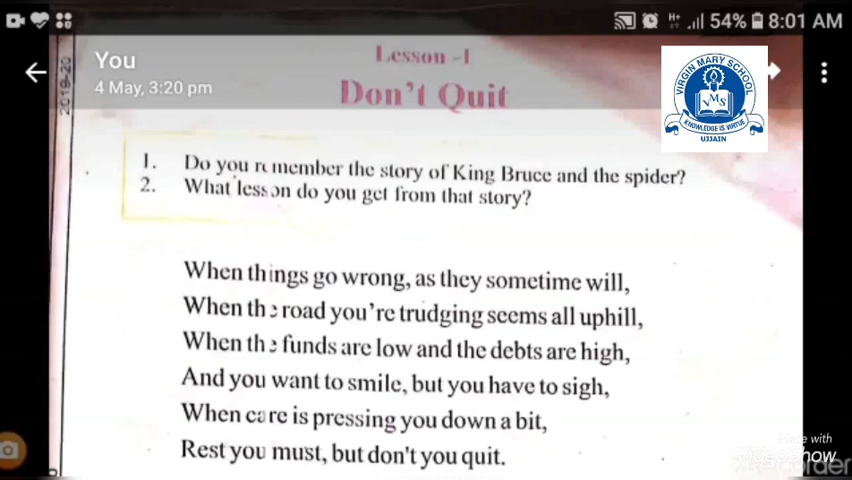 54% 8:01 AM
You
4 May, 3:20 pm
2019-20
Lesson -1
Don't Quit
VIRGIN MARY SCHOOL
VMS
KNOWLEDGE IS VIRTUE
UJJAIN
1. Do you remember the story of King Bruce and the spider?
2. What lesson do you get from that story?
When things go wrong, as they sometime will,
When the road you're trudging seems all uphill,
When the funds are low and the debts are high,
And you want to smile, but you have to sigh,
When care is pressing you down a bit,
Rest you must, but don't you quit.
Made with